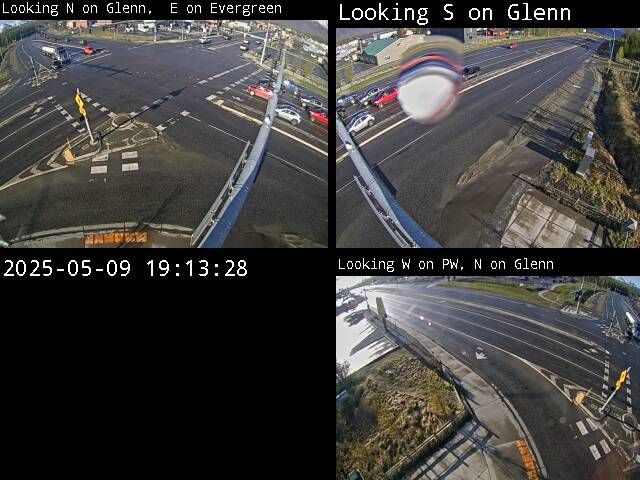 Looking N on Glenn,  E on Evergreen
Looking S on Glenn
2025-05-09 19:13:28
Looking W on PW, N on Glenn